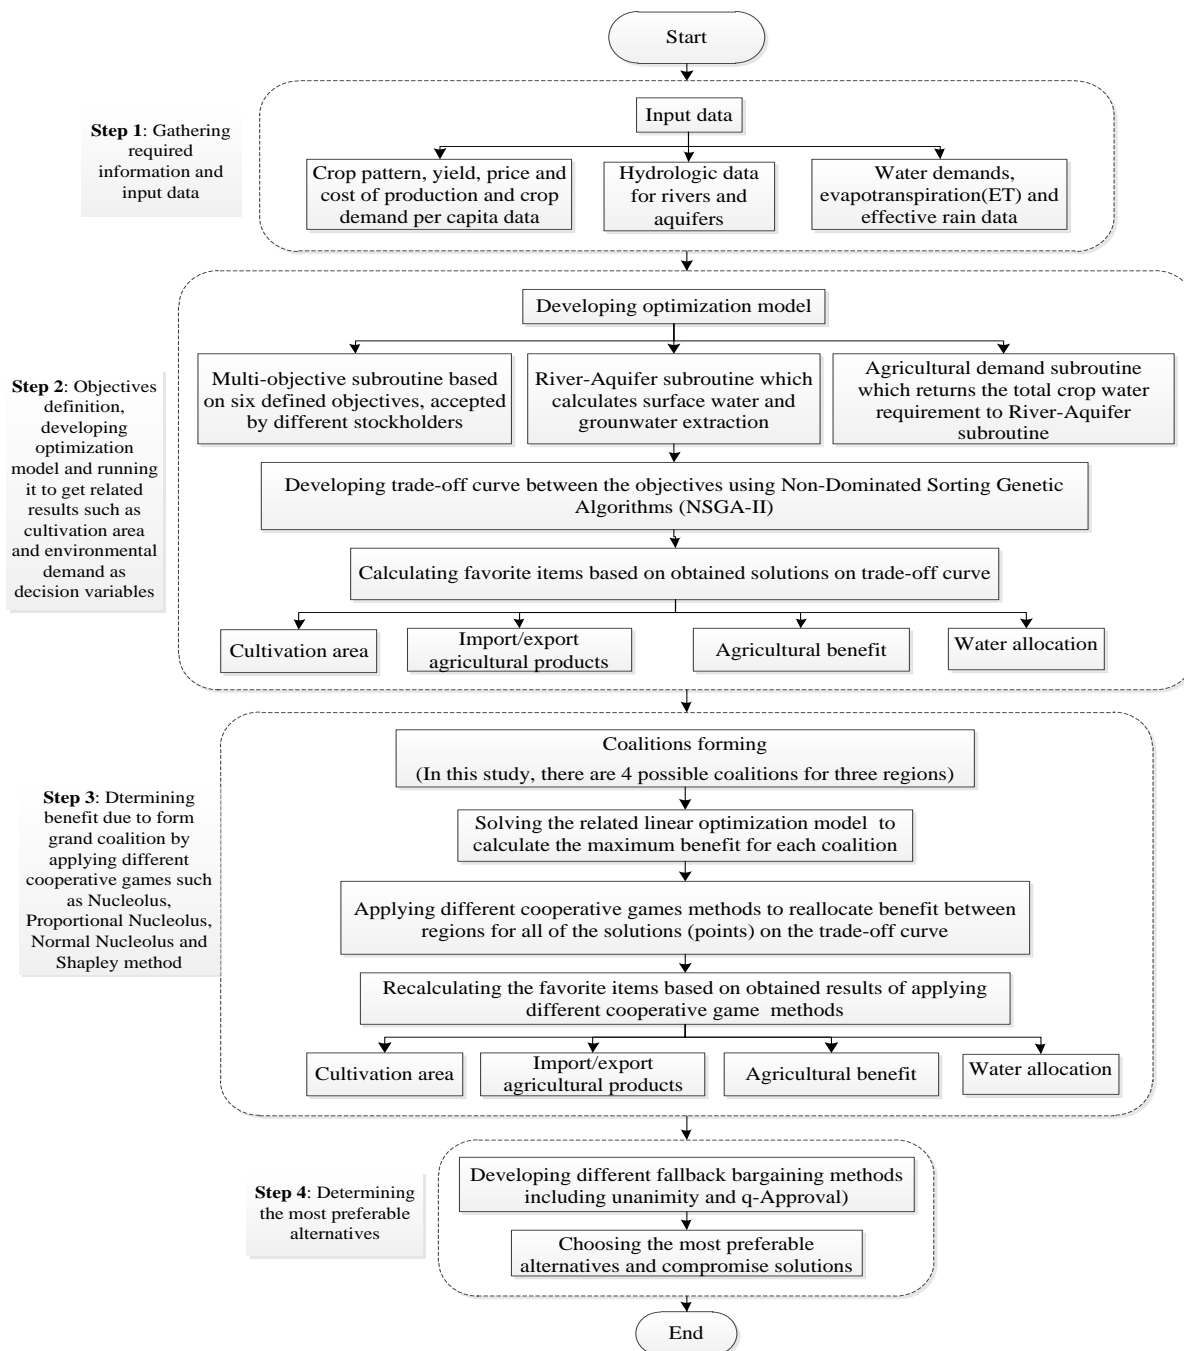 Start
Step 1: Gathering
required
information and
input data
Input data
Crop pattern, yield, price and
cost of production and crop
demand per capita data
Hydrologic data
for rivers and
aquifers
Water demands,
evapotranspiration(ET) and
effective rain data
Step 2: Objectives
definition,
developing
optimization
model and running
it to get related
results such as
cultivation area
and environmental
demand as
decision variables
Developing optimization model
Multi-objective subroutine based
on six defined objectives, accepted
by different stockholders
River-Aquifer subroutine which
calculates surface water and
grounwater extraction
Agricultural demand subroutine
which returns the total crop water
requirement to River-Aquifer
subroutine
Developing trade-off curve between the objectives using Non-Dominated Sorting Genetic
Algorithms (NSGA-II)
Calculating favorite items based on obtained solutions on trade-off curve
Cultivation area
Import/export
agricultural products
Agricultural benefit
Water allocation
Step 3: Dtermining
benefit due to form
grand coalition by
applying different
cooperative games such
as Nucleolus,
Proportional Nucleolus,
Normal Nucleolus and
Shapley method
Coalitions forming
(In this study, there are 4 possible coalitions for three regions)
Solving the related linear optimization model to
calculate the maximum benefit for each coalition
Applying different cooperative games methods to reallocate benefit between
regions for all of the solutions (points) on the trade-off curve
Recalculating the favorite items based on obtained results of applying
different cooperative game methods
Cultivation area
Import/export
agricultural products
Agricultural benefit
Water allocation
Step 4: Determining
the most preferable
alternatives
Developing different fallback bargaining methods
including unanimity and q-Approval)
Choosing the most preferable
alternatives and compromise solutions
End